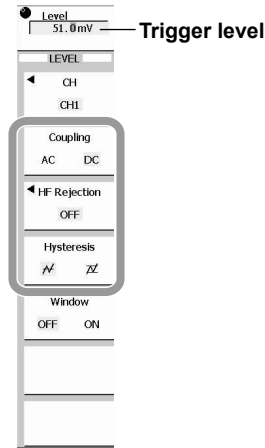 Level
51.0mV
Trigger level
LEVEL
CH
CH1
Coupling
AC DC
HF Rejection
OFF
Hysteresis
Window
OFF ON